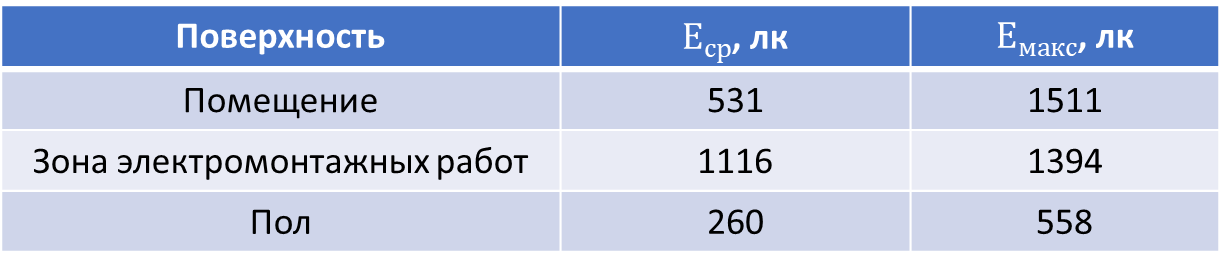 Поверхность Eср, лк Eмакс, лк
Помещение 531 1511
Зона электромонтажных работ 1116 1394
Пол 260 558